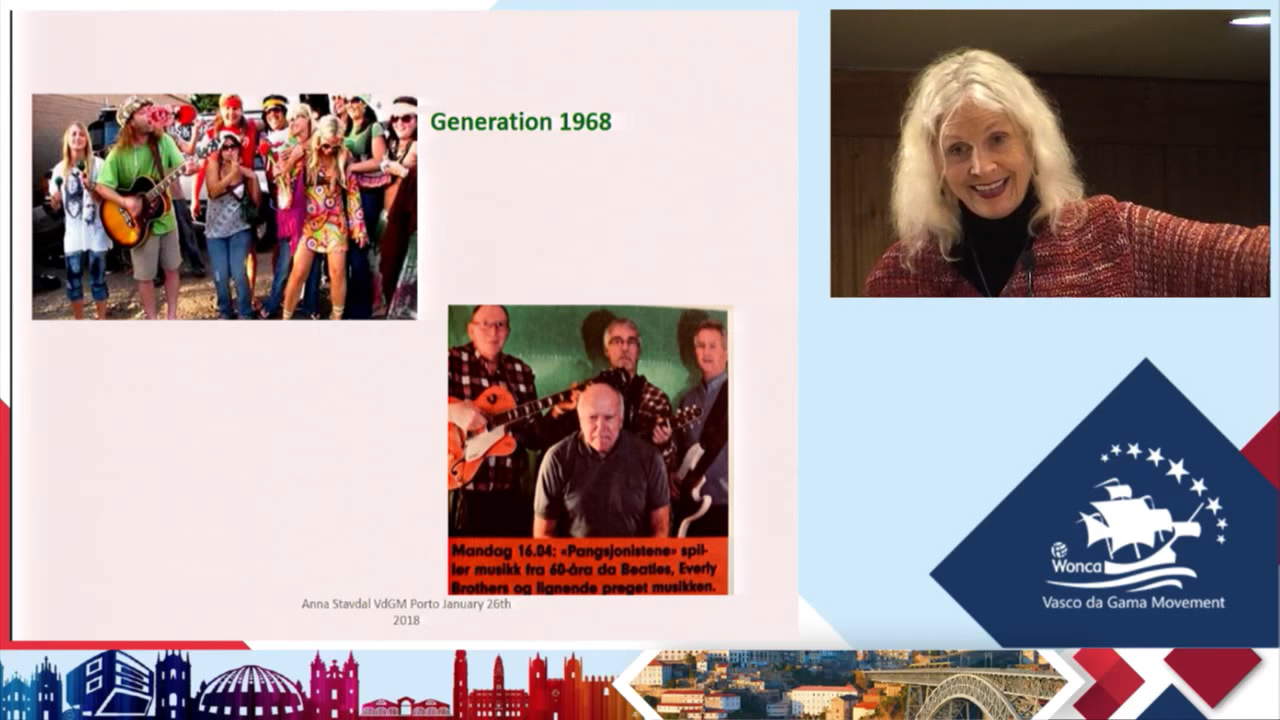 Generation 1968
Mandag 16.04: «Pangsjonistene» spil-
ler musikk fra 60-åra da Beatles, Everly
Brothers og lignende preget musikken.
Anna Stavdal VdGM Porto January 26th
2018
Wonca
Vasco da Gama Movement